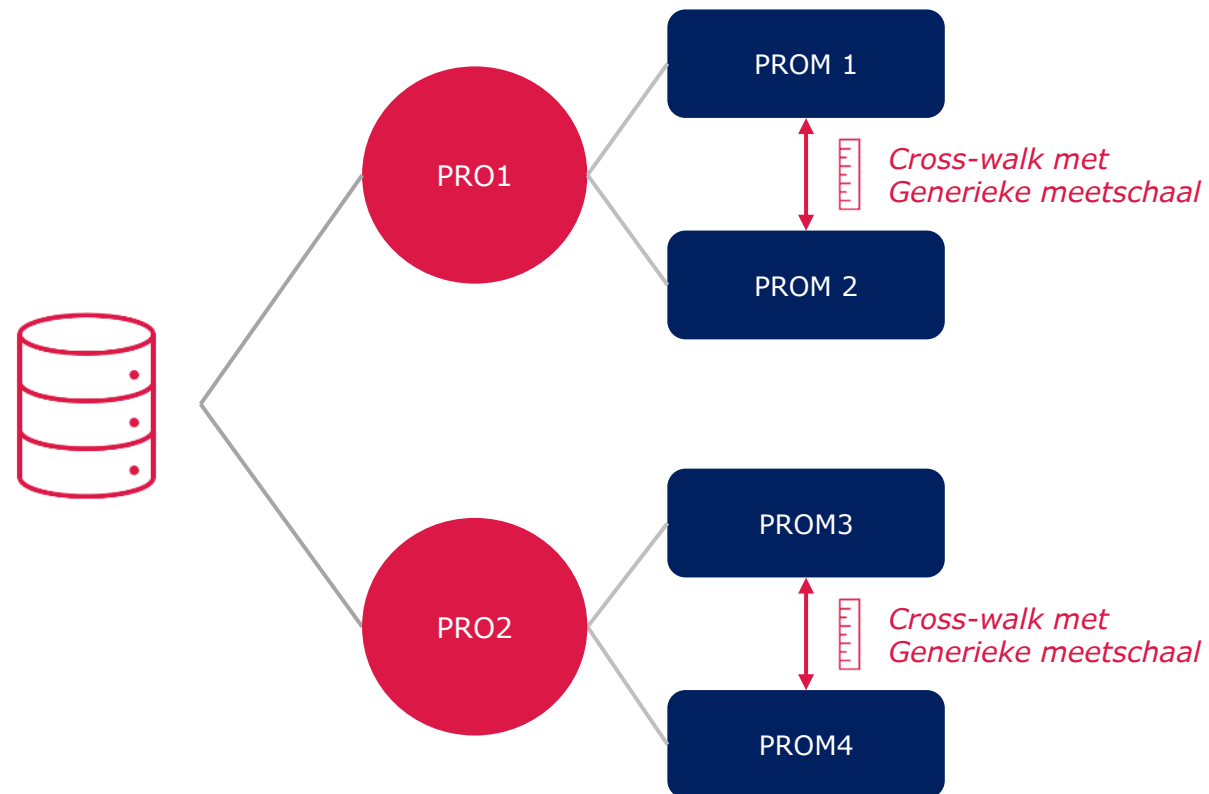 PROM 1
PRO1
Cross-walk met
Generieke meetschaal
PROM 2
PROM3
PRO2
Cross-walk met
Generieke meetschaal
PROM4